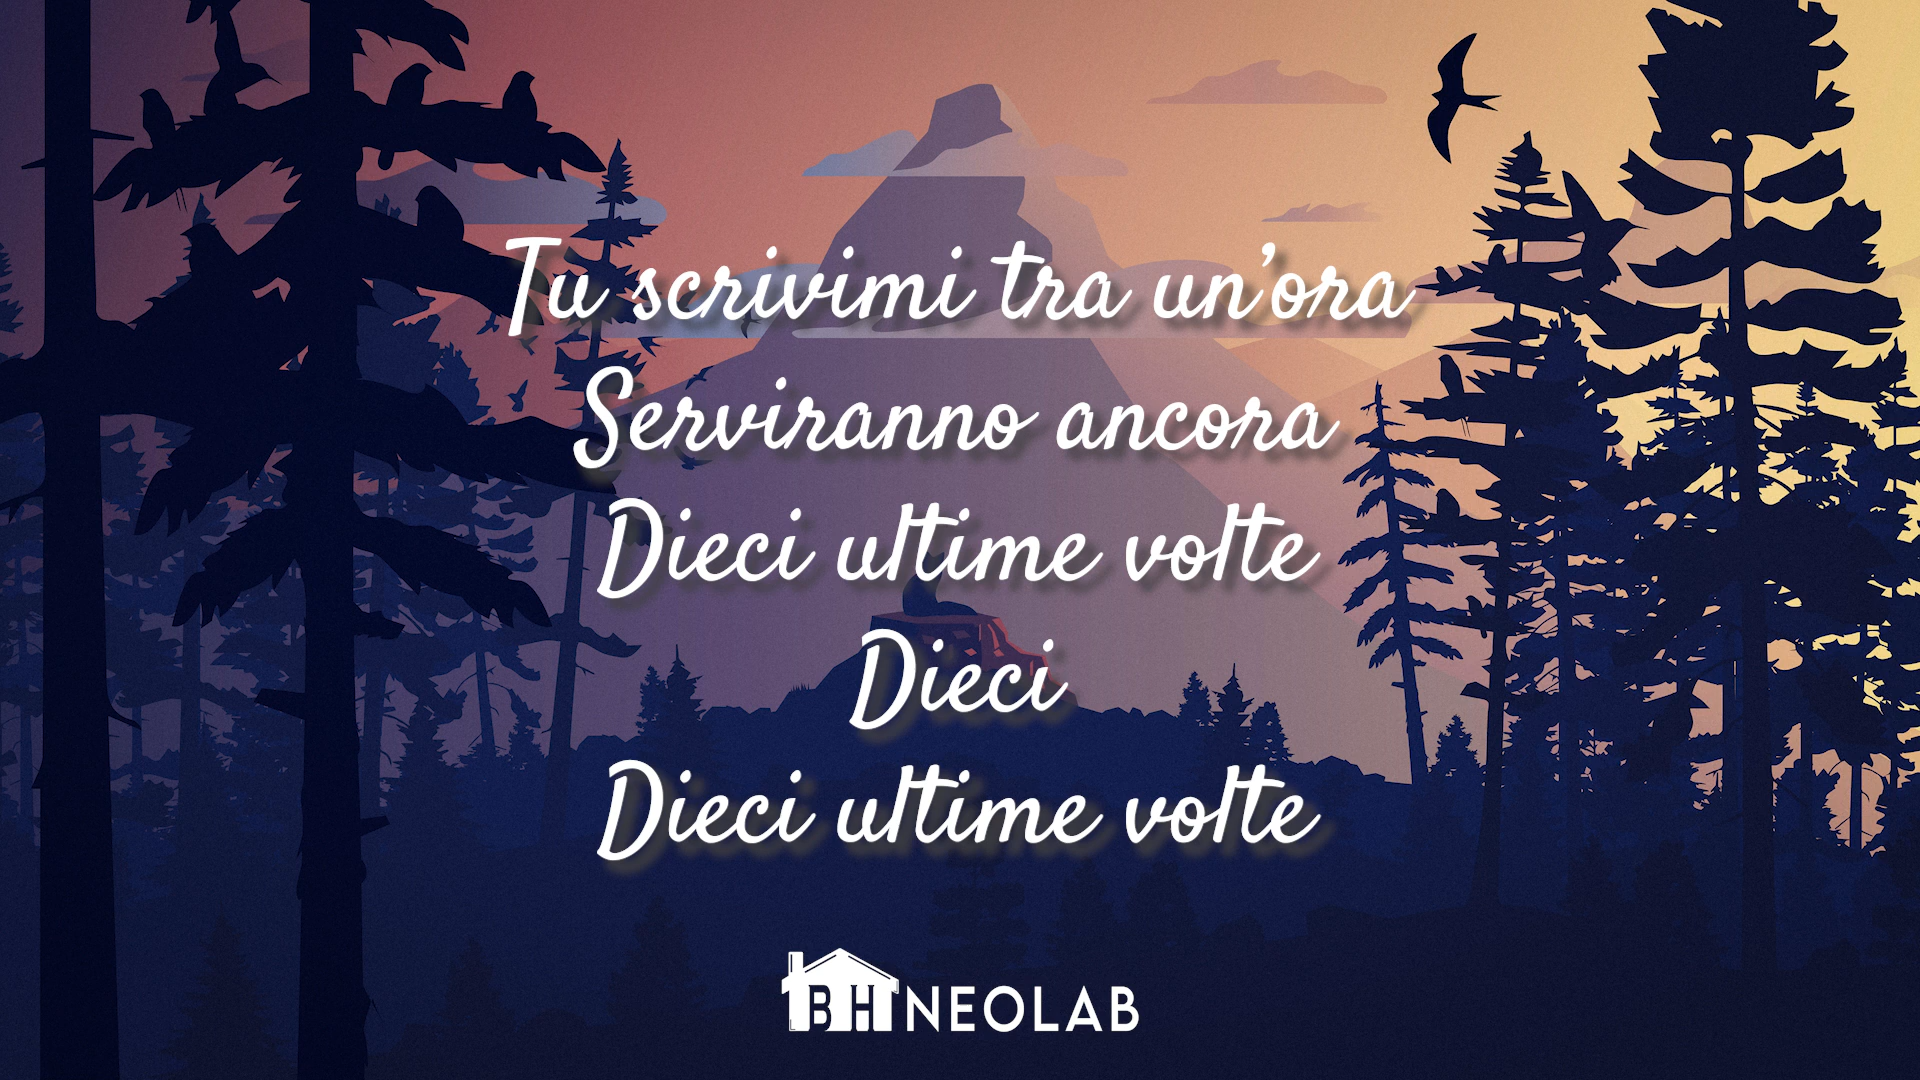 Tu scrivimi tra un'ora
Serviranno ancora
Dieci ultime volte
Dieci
Dieci ultime volte
BH NEOLAB